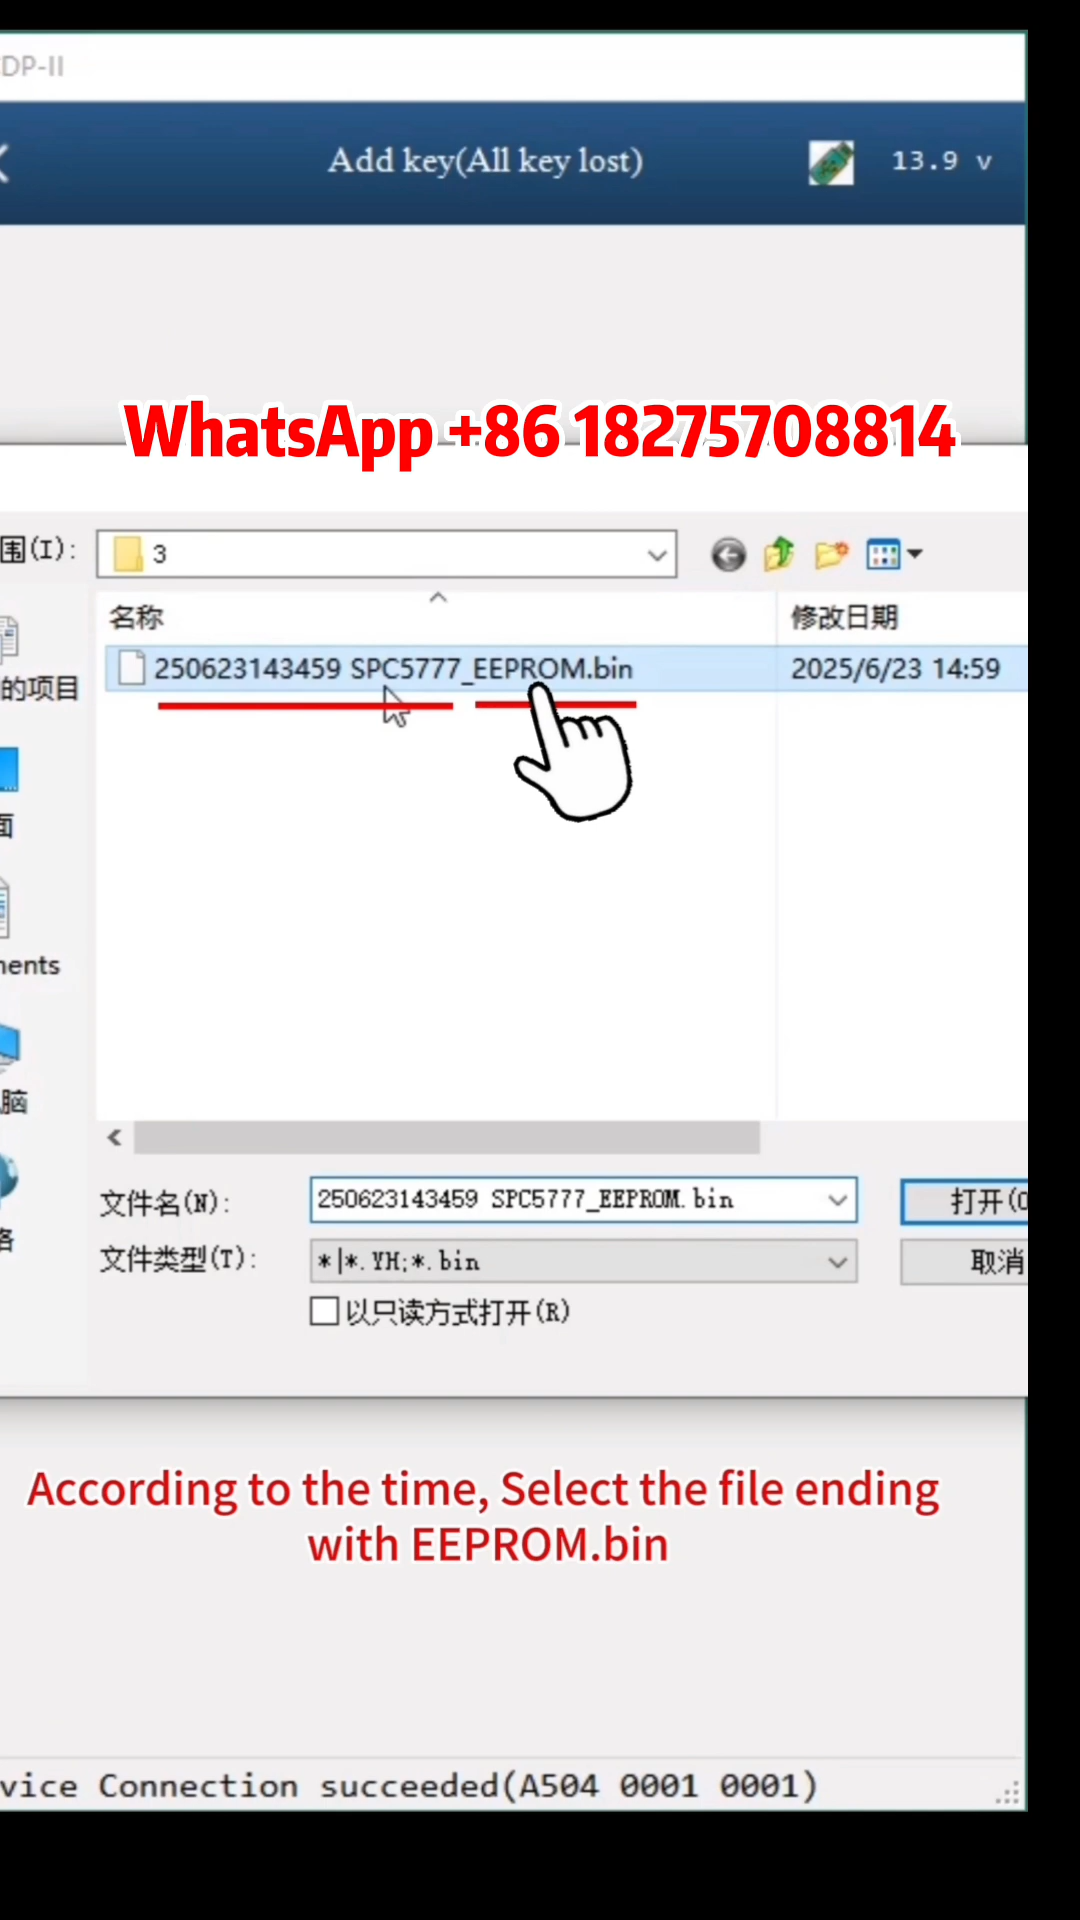 DP-II
Add key(All key lost)
13.9 v
WhatsApp +86 18275708814
围(I):
3
名称
修改日期
250623143459 SPC5777_EEPROM.bin
2025/6/23 14:59
的项目
面
ments
脑
络
文件名(N):
250623143459 SPC5777_EEPROM.bin
打开(O
文件类型(T):
*|*.YH;*.bin
取消
以只读方式打开(R)
According to the time, Select the file ending
with EEPROM.bin
vice Connection succeeded(A504 0001 0001)